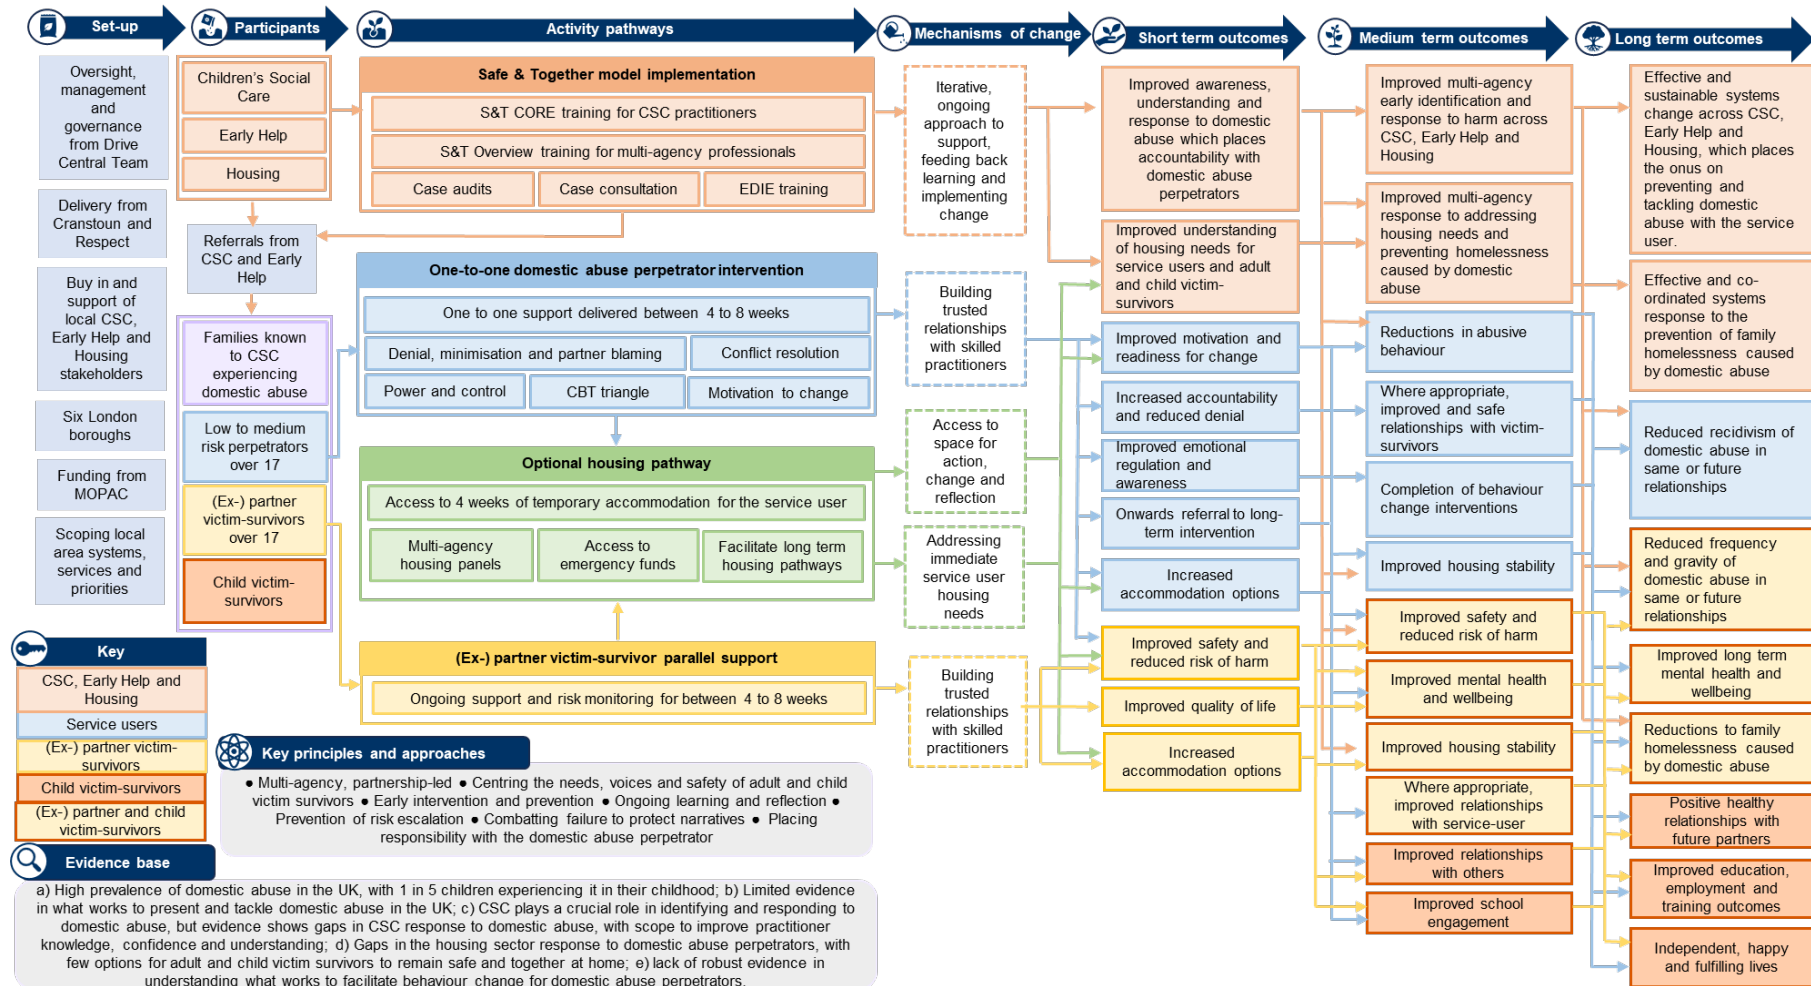 Set-up
Participants
Activity pathways
Mechanisms of change
Short term outcomes
Medium term outcomes
Long term outcomes
Oversight,
management
and
governance
from Drive
Central Team
Delivery from
Cranstoun and
Respect
Buy in and
support of
local CSC,
Early Help and
Housing
stakeholders
Six London
boroughs
Funding from
MOPAC
Scoping local
area systems,
services and
priorities
Children's Social
Care
Early Help
Housing
Referrals from
CSC and Early
Help
Families known
to CSC
experiencing
domestic abuse
Low to medium
risk perpetrators
over 17
(Ex-) partner
victim-survivors
over 17
Child victim-
survivors
Safe & Together model implementation
S&T CORE training for CSC practitioners
S&T Overview training for multi-agency professionals
Case audits
Case consultation
EDIE training
One-to-one domestic abuse perpetrator intervention
One to one support delivered between 4 to 8 weeks
Denial, minimisation and partner blaming
Conflict resolution
Power and control
CBT triangle
Motivation to change
Optional housing pathway
Access to 4 weeks of temporary accommodation for the service user
Multi-agency
housing panels
Access to
emergency funds
Facilitate long term
housing pathways
(Ex-) partner victim-survivor parallel support
Ongoing support and risk monitoring for between 4 to 8 weeks
Iterative,
ongoing
approach to
support,
feeding back
learning and
implementing
change
Building
trusted
relationships
with skilled
practitioners
Access to
space for
action,
change and
reflection
Addressing
immediate
service user
housing
needs
Building
trusted
relationships
with skilled
practitioners
Improved awareness,
understanding and
response to domestic
abuse which places
accountability with
domestic abuse
perpetrators
Improved understanding
of housing needs for
service users and adult
and child victim-
survivors
Improved motivation and
readiness for change
Increased accountability
and reduced denial
Improved emotional
regulation and
awareness
Onwards referral to long-
term intervention
Increased
accommodation options
Improved safety and
reduced risk of harm
Improved quality of life
Increased
accommodation options
Improved multi-agency
early identification and
response to harm across
CSC, Early Help and
Housing
Improved multi-agency
response to addressing
housing needs and
preventing homelessness
caused by domestic
abuse
Reductions in abusive
behaviour
Where appropriate,
improved and safe
relationships with victim-
survivors
Completion of behaviour
change interventions
Improved housing stability
Improved safety and
reduced risk of harm
Improved mental health
and wellbeing
Improved housing stability
Where appropriate,
improved relationships
with service-user
Improved relationships
with others
Improved school
engagement
Effective and
sustainable systems
change across CSC,
Early Help and
Housing, which places
the onus on
preventing and
tackling domestic
abuse with the service
user.
Effective and co-
ordinated systems
response to the
prevention of family
homelessness caused
by domestic abuse
Reduced recidivism of
domestic abuse in
same or future
relationships
Reduced frequency
and gravity of
domestic abuse in
same or future
relationships
Improved long term
mental health and
wellbeing
Reductions to family
homelessness caused
by domestic abuse
Positive healthy
relationships with
future partners
Improved education,
employment and
training outcomes
Independent, happy
and fulfilling lives
Key
CSC, Early Help and
Housing
Service users
(Ex-) partner victim-
survivors
Child victim-survivors
(Ex-) partner and child
victim-survivors
Key principles and approaches
● Multi-agency, partnership-led ● Centring the needs, voices and safety of adult and child
victim survivors ● Early intervention and prevention ● Ongoing learning and reflection ●
Prevention of risk escalation ● Combatting failure to protect narratives ● Placing
responsibility with the domestic abuse perpetrator
Evidence base
a) High prevalence of domestic abuse in the UK, with 1 in 5 children experiencing it in their childhood; b) Limited evidence
in what works to present and tackle domestic abuse in the UK; c) CSC plays a crucial role in identifying and responding to
domestic abuse, but evidence shows gaps in CSC response to domestic abuse, with scope to improve practitioner
knowledge, confidence and understanding; d) Gaps in the housing sector response to domestic abuse perpetrators, with
few options for adult and child victim survivors to remain safe and together at home; e) lack of robust evidence in
understanding what works to facilitate behaviour change for domestic abuse perpetrators.